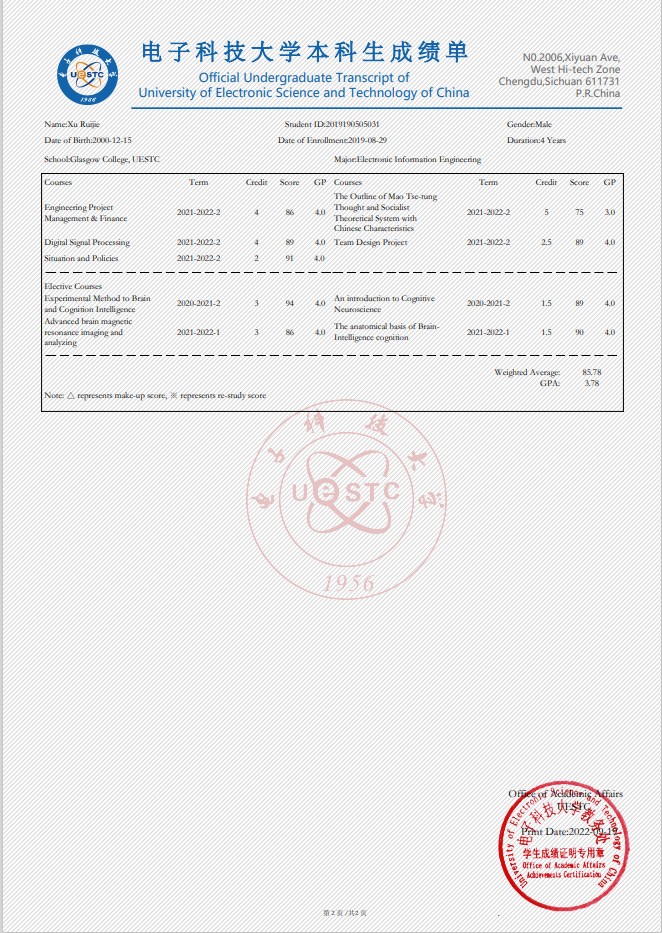 电子科技大学本科生成绩单
Official Undergraduate Transcript of
University of Electronic Science and Technology of China
N0.2006,Xiyuan Ave,
West Hi-tech Zone
Chengdu,Sichuan 611731
P.R.China
UeSTC
1956
Name:Xu Ruijie Student ID:2019190505031 Gender:Male
Date of Birth:2000-12-15 Date of Enrollment:2019-08-29 Duration:4 Years
School:Glasgow College, UESTC Major:Electronic Information Engineering
Courses Term Credit Score GP Courses Term Credit Score GP
Engineering Project
Management & Finance 2021-2022-2 4 86 4.0
The Outline of Mao Tse-tung
Thought and Socialist
Theoretical System with
Chinese Characteristics 2021-2022-2 5 75 3.0
Digital Signal Processing 2021-2022-2 4 89 4.0 Team Design Project 2021-2022-2 2.5 89 4.0
Situation and Policies 2021-2022-2 2 91 4.0
Elective Courses
Experimental Method to Brain
and Cognition Intelligence 2020-2021-2 3 94 4.0
An introduction to Cognitive
Neuroscience 2020-2021-2 1.5 89 4.0
Advanced brain magnetic
resonance imaging and
analyzing 2021-2022-1 3 86 4.0
The anatomical basis of Brain-
Intelligence cognition 2021-2022-1 1.5 90 4.0
Weighted Average: 85.78
GPA: 3.78
Note: △ represents make-up score, ※ represents re-study score
电子科技大学
UeSTC
1956
Office of Academic Affairs
UESTC
Print Date:2022-09-19
University of Electronic Science and Technology of China
电子科技大学教务处
学生成绩证明专用章
Office of Academic Affairs
Achievements Certification
第 2 页 /共2 页